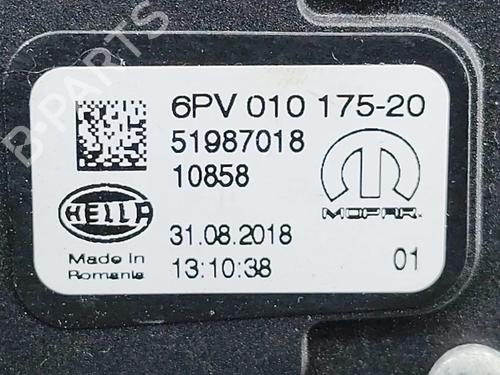 B-PARTS
6PV 010 175-20
51987018
10858
HELLA
MOPAR
Made In
Romania
31.08.2018
13:10:38
01